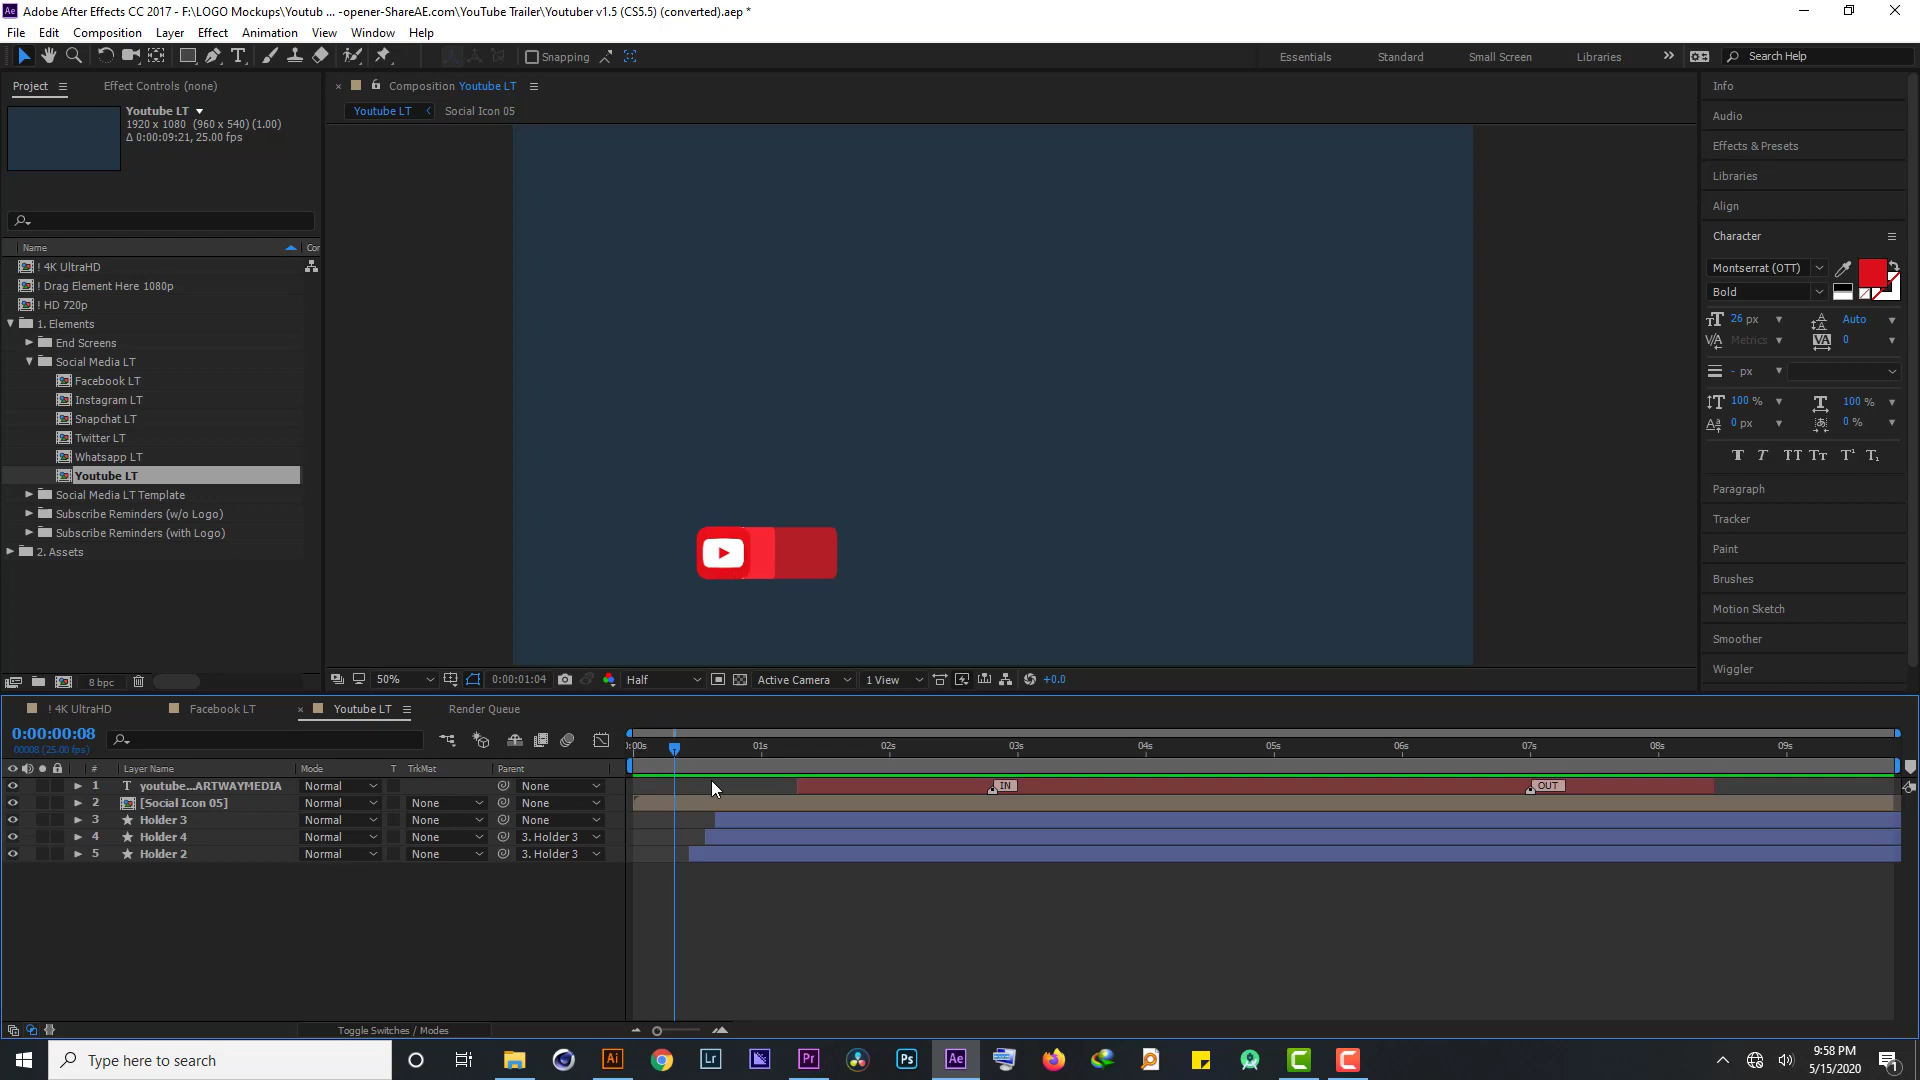 Adobe After Effects CC 2017 - F:\LOGO Mockups\Youtub ... -opener-ShareAE.com\YouTube Trailer\Youtuber v1.5 (CS5.5) (converted).aep *
File Edit Composition Layer Effect Animation View Window Help
Snapping Essentials Standard Small Screen Libraries Search Help
Project Effect Controls (none) Composition Youtube LT
Youtube LT Social Icon 05
Youtube LT
1920 x 1080 (960 x 540) (1.00)
Δ 0:00:09:21, 25.00 fps
Name Cor
! 4K UltraHD
! Drag Element Here 1080p
! HD 720p
1. Elements
End Screens
Social Media LT
Facebook LT
Instagram LT
Snapchat LT
Twitter LT
Whatsapp LT
Youtube LT
Social Media LT Template
Subscribe Reminders (w/o Logo)
Subscribe Reminders (with Logo)
2. Assets
8 bpc
50% 0:00:01:04 Half Active Camera 1 View +0.0
Info
Audio
Effects & Presets
Libraries
Align
Character
Montserrat (OTT)
Bold
26 px Auto
Metrics 0
- px
100 % 100 %
0 px 0 %
T T TT Tt T¹ T₁
Paragraph
Tracker
Paint
Brushes
Motion Sketch
Smoother
Wiggler
! 4K UltraHD Facebook LT Youtube LT Render Queue
0:00:00:08
00008 (25.00 fps)
:00s 01s 02s 03s 04s 05s 06s 07s 08s 09s
# Layer Name Mode T TrkMat Parent
1 T youtube...ARTWAYMEDIA Normal None IN OUT
2 [Social Icon 05] Normal None None
3 Holder 3 Normal None None
4 Holder 4 Normal None 3. Holder 3
5 Holder 2 Normal None 3. Holder 3
Toggle Switches / Modes
Type here to search
Ai Lr Pr Ps Ae
9:58 PM
5/15/2020
1